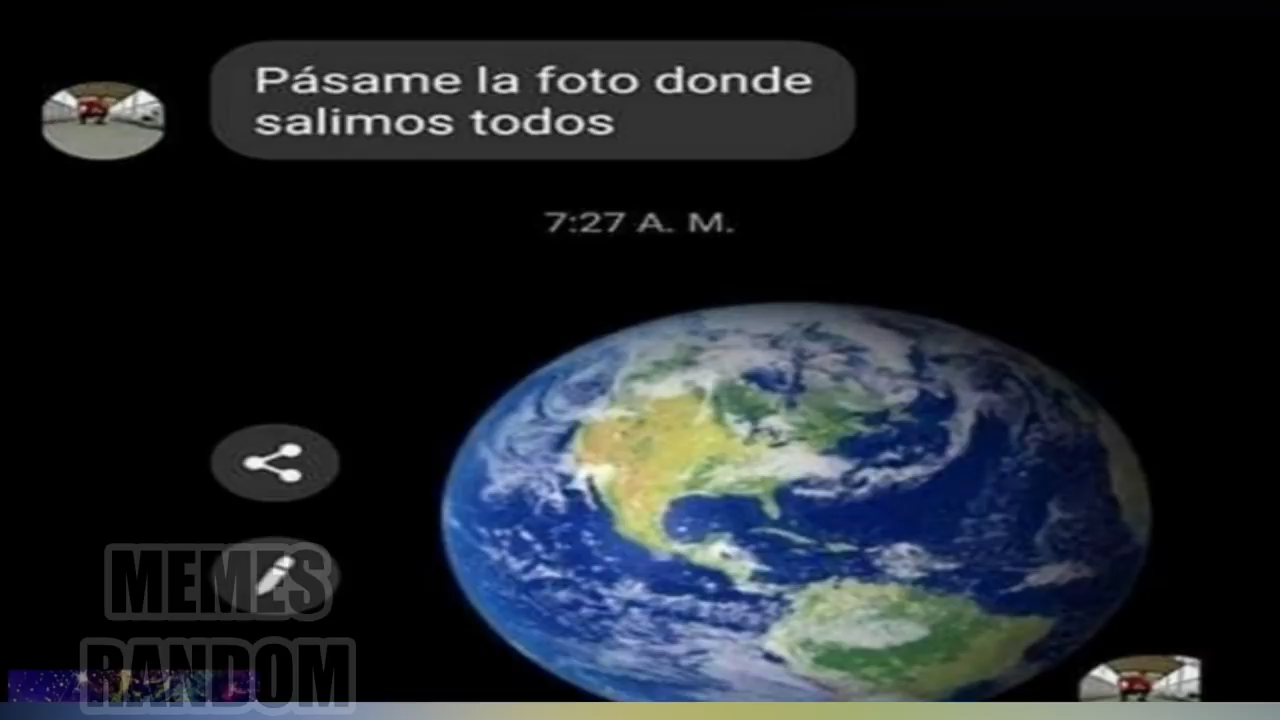 Pásame la foto donde
salimos todos
7:27 A. M.
MEMES
RANDOM